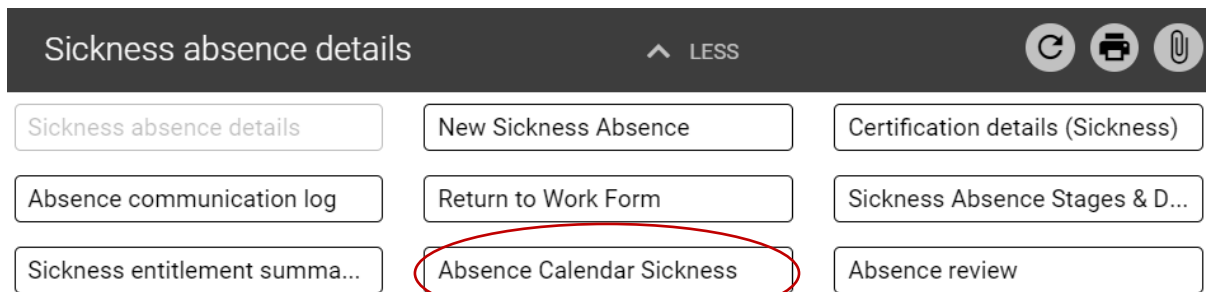 Sickness absence details LESS
Sickness absence details New Sickness Absence Certification details (Sickness)
Absence communication log Return to Work Form Sickness Absence Stages & D...
Sickness entitlement summa... Absence Calendar Sickness Absence review